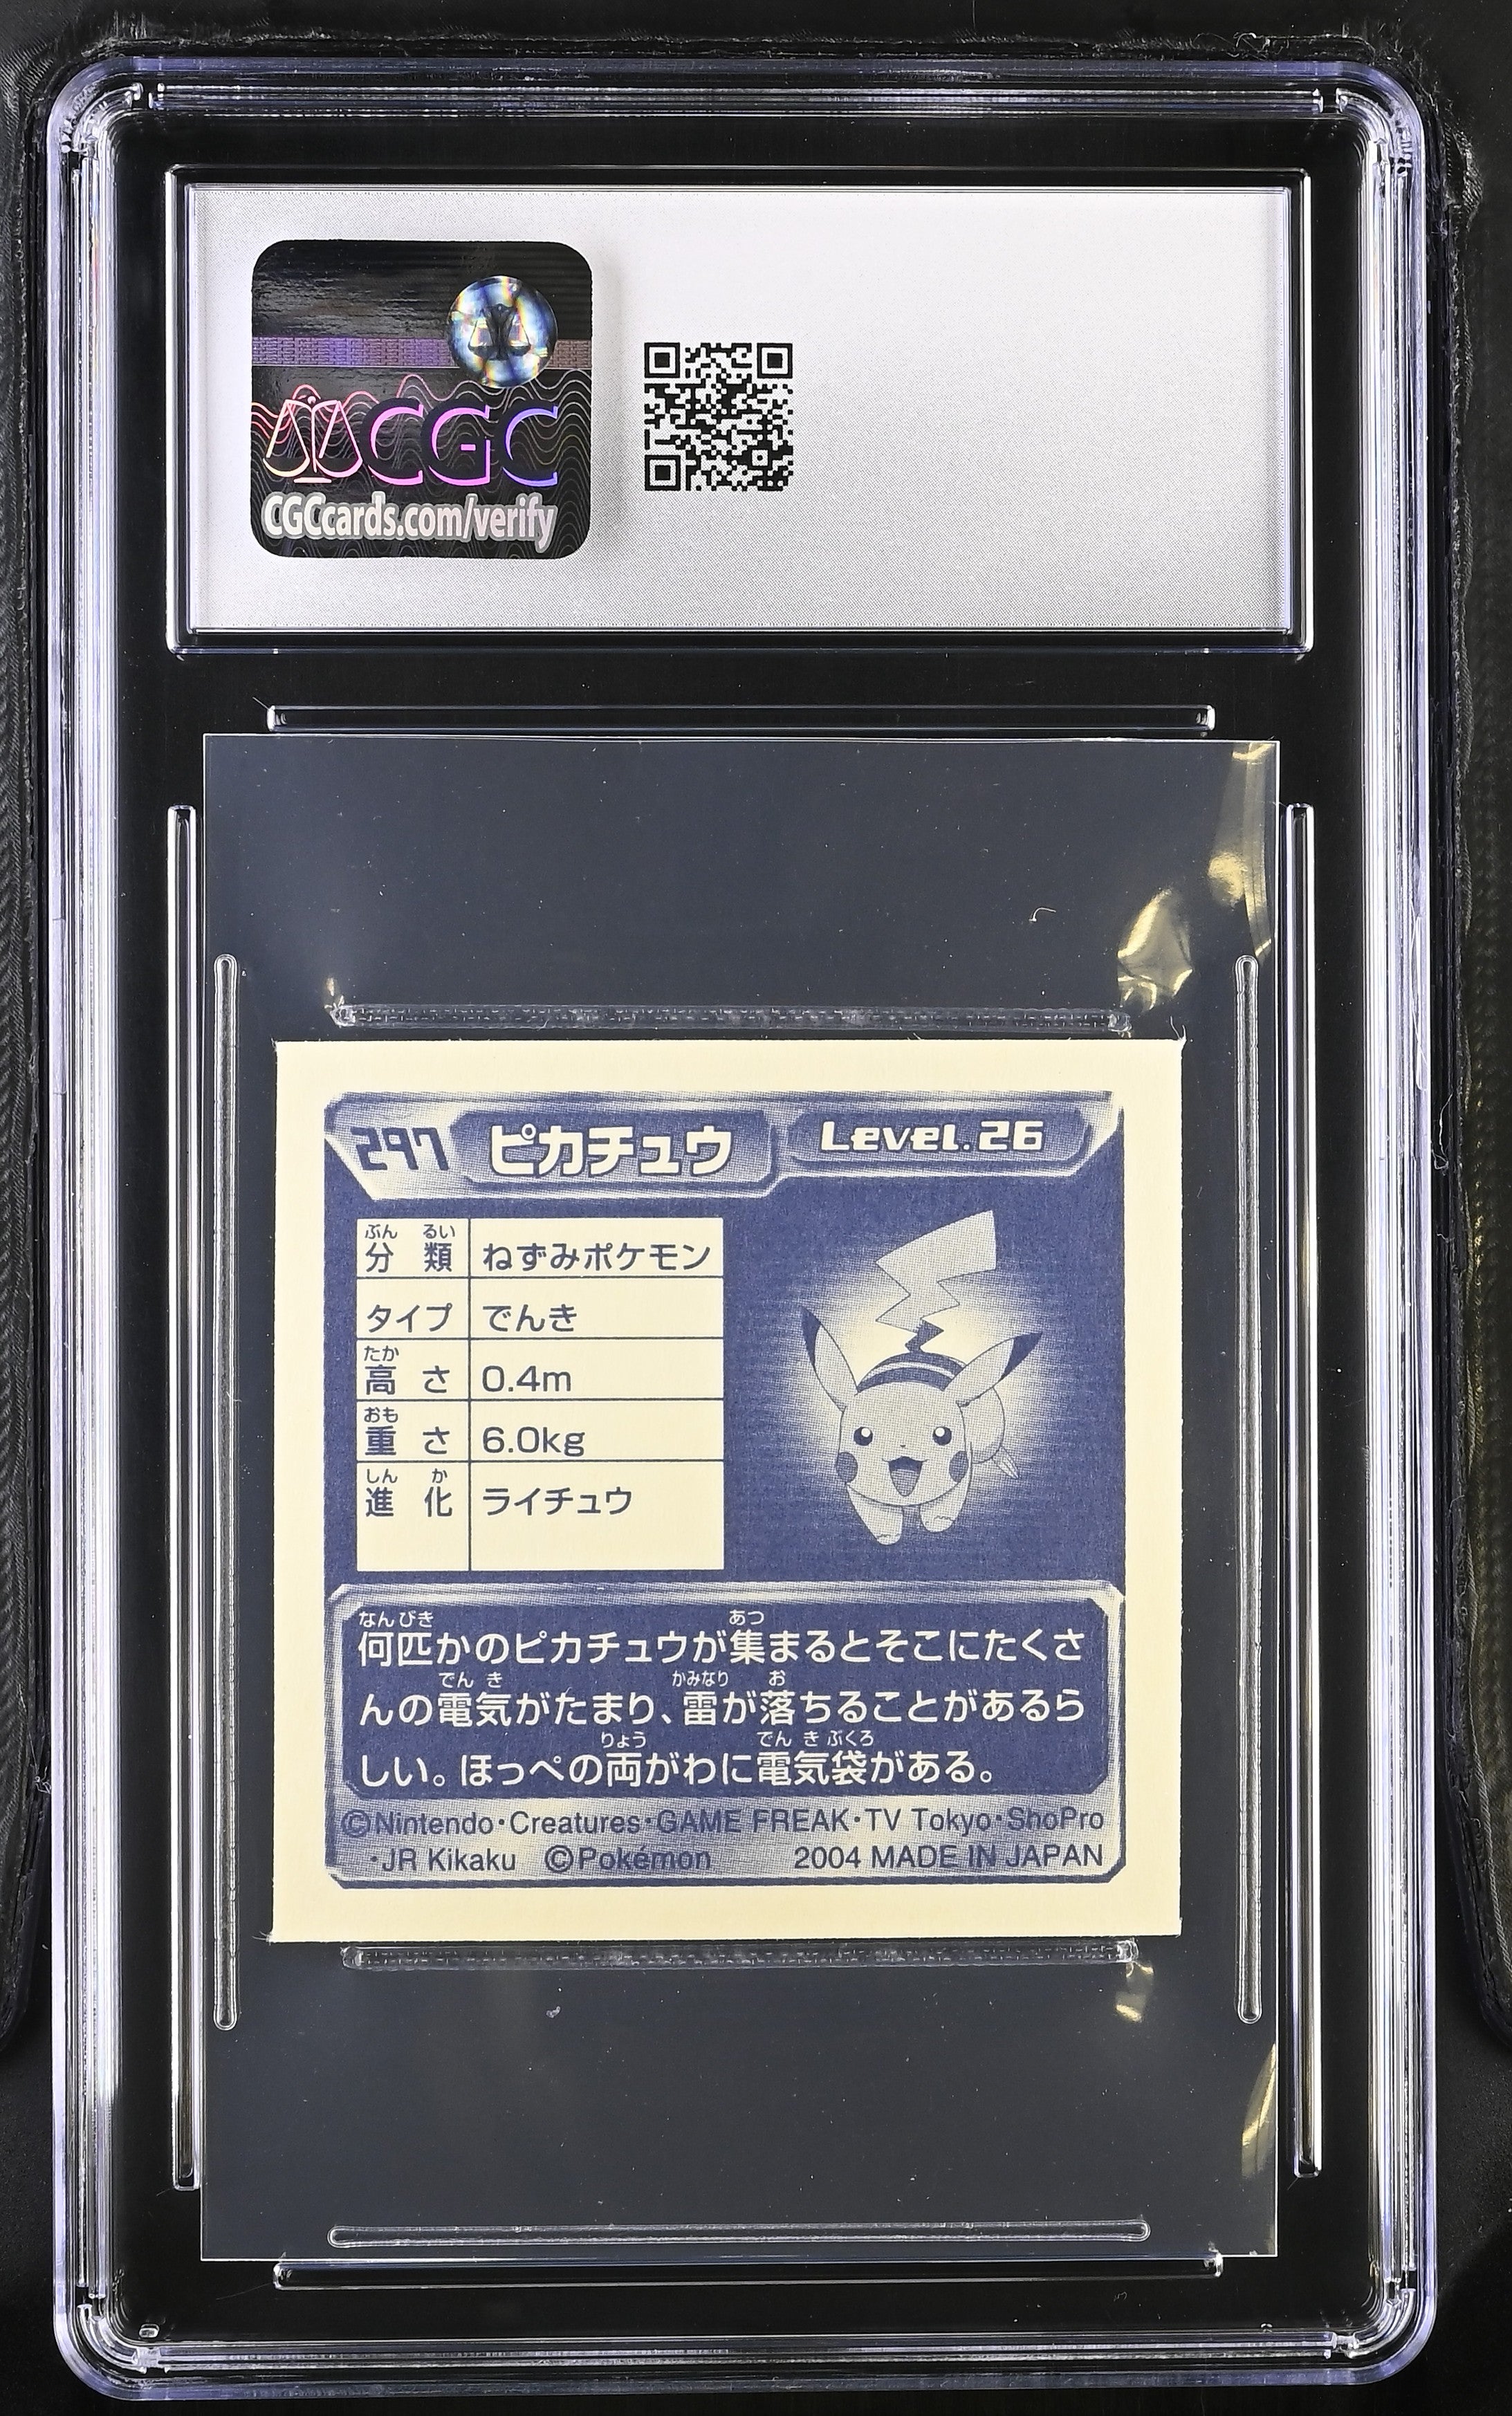 CGC
CGCcards.com/verify
297 ピカチュウ Level.26
ぶん るい
分 類 ねずみポケモン
タイプ でんき
たか
高 さ 0.4m
おも
重 さ 6.0kg
しん か
進 化 ライチュウ
なんびき あつ
何匹かのピカチュウが集まるとそこにたくさ
でん き かみなり お
んの電気がたまり、雷が落ちることがあるら
りょう でん き ぶくろ
しい。ほっぺの両がわに電気袋がある。
©Nintendo・Creatures・GAME FREAK・TV Tokyo・ShoPro
・JR Kikaku ©Pokémon 2004 MADE IN JAPAN